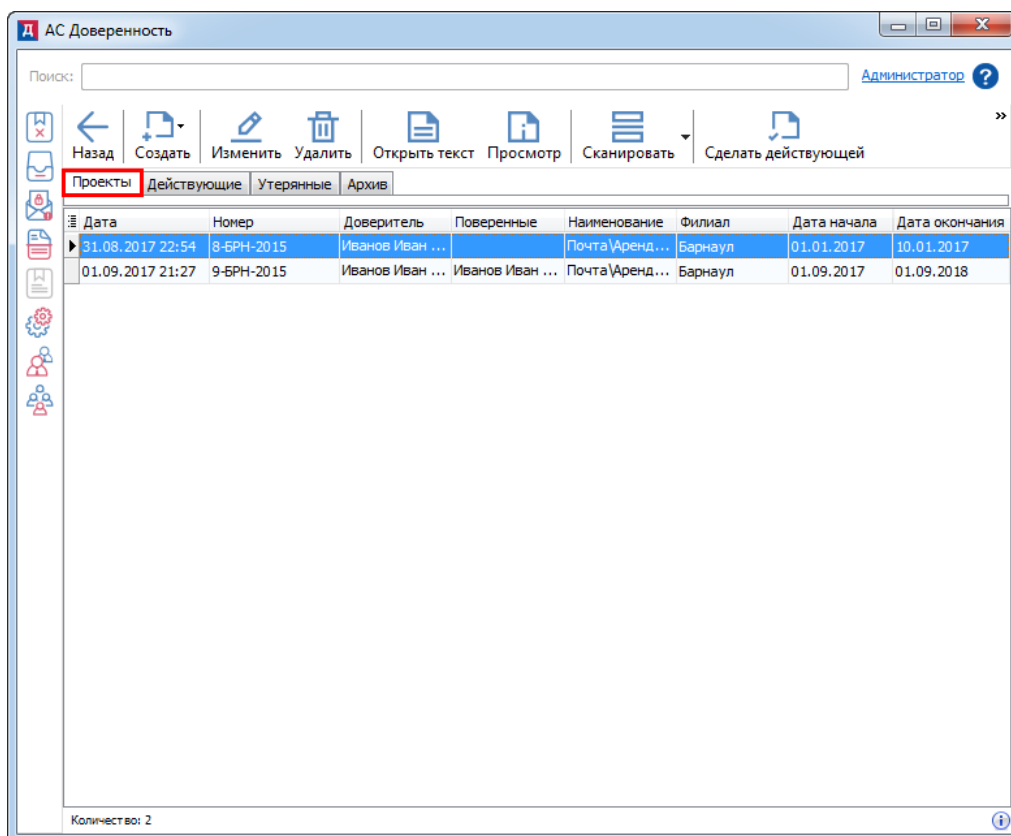 Д АС Доверенность
Поиск: Администратор ?
Назад Создать Изменить Удалить Открыть текст Просмотр Сканировать Сделать действующей »
Проекты Действующие Утерянные Архив
Дата Номер Доверитель Поверенные Наименование Филиал Дата начала Дата окончания
31.08.2017 22:54 8-БРН-2015 Иванов Иван ... Почта\Аренд... Барнаул 01.01.2017 10.01.2017
01.09.2017 21:27 9-БРН-2015 Иванов Иван ... Иванов Иван ... Почта\Аренд... Барнаул 01.09.2017 01.09.2018
Количество: 2